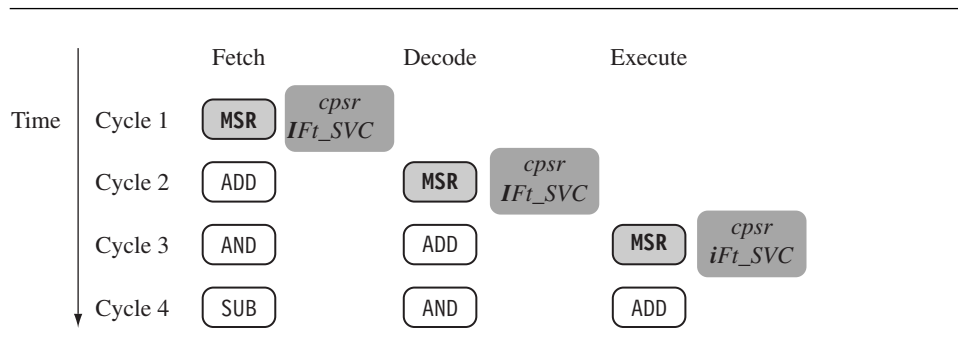 Fetch Decode Execute
Time Cycle 1 MSR cpsr IFt_SVC
Cycle 2 ADD MSR cpsr IFt_SVC
Cycle 3 AND ADD MSR cpsr iFt_SVC
Cycle 4 SUB AND ADD